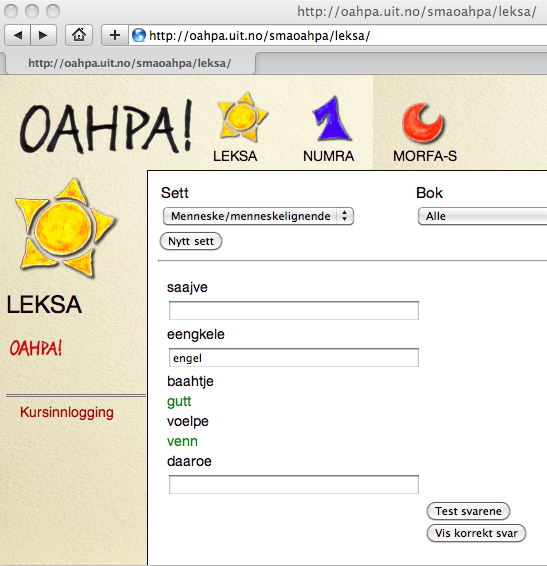 http://oahpa.uit.no/smaoahpa/leksa/
http://oahpa.uit.no/smaoahpa/leksa/
http://oahpa.uit.no/smaoahpa/leksa/
OAHPA!
LEKSA NUMRA MORFA-S
Sett Bok
Menneske/menneskelignende Alle
Nytt sett
LEKSA
OAHPA!
Kursinnlogging
saajve
eengkele
engel
baahtje
gutt
voelpe
venn
daaroe
Test svarene
Vis korrekt svar